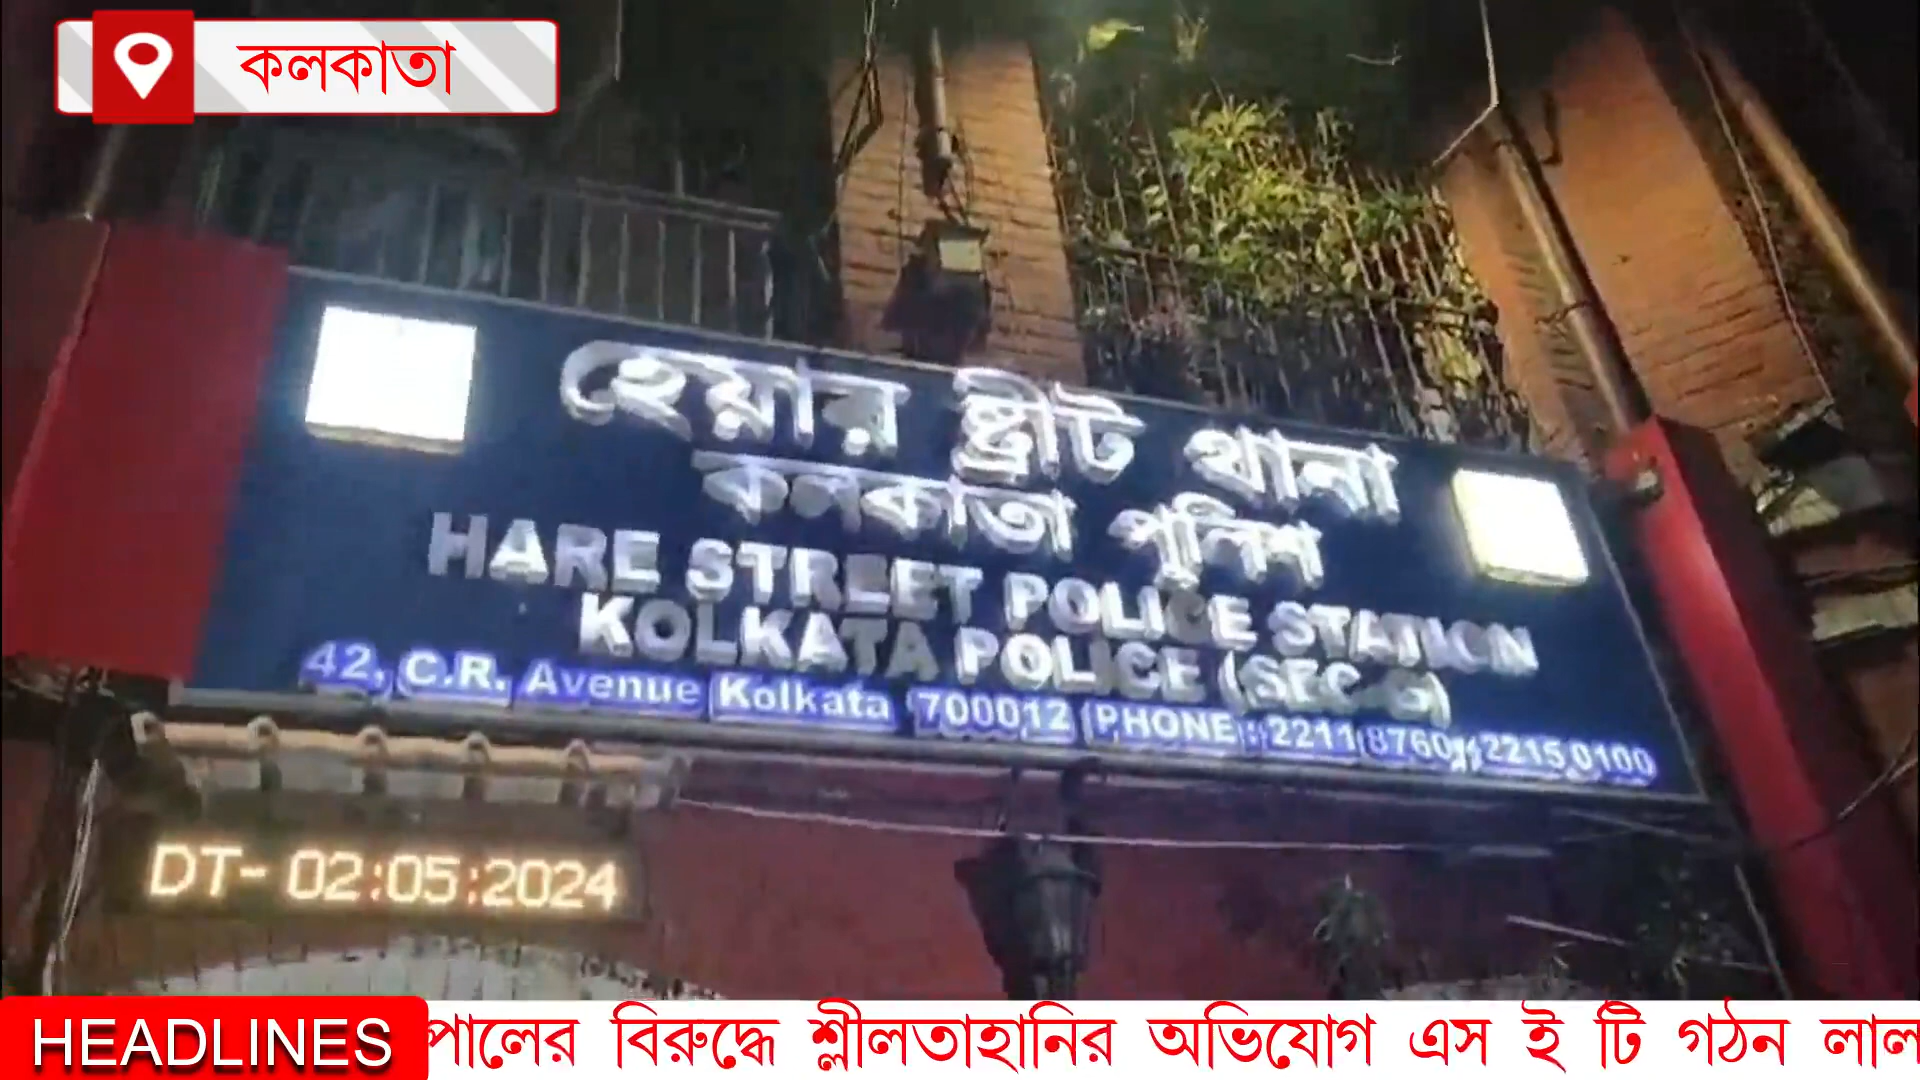 কলকাতা
হেয়ার স্ট্রীট থানা
কলকাতা পুলিশ
HARE STREET POLICE STATION
KOLKATA POLICE (SEC-G)
42, C.R. Avenue Kolkata 700012 PHONE: 2211 8760, 2215 0100
DT- 02:05:2024
HEADLINES
পালের বিরুদ্ধে শ্লীলতাহানির অভিযোগ এস ই টি গঠন লাল